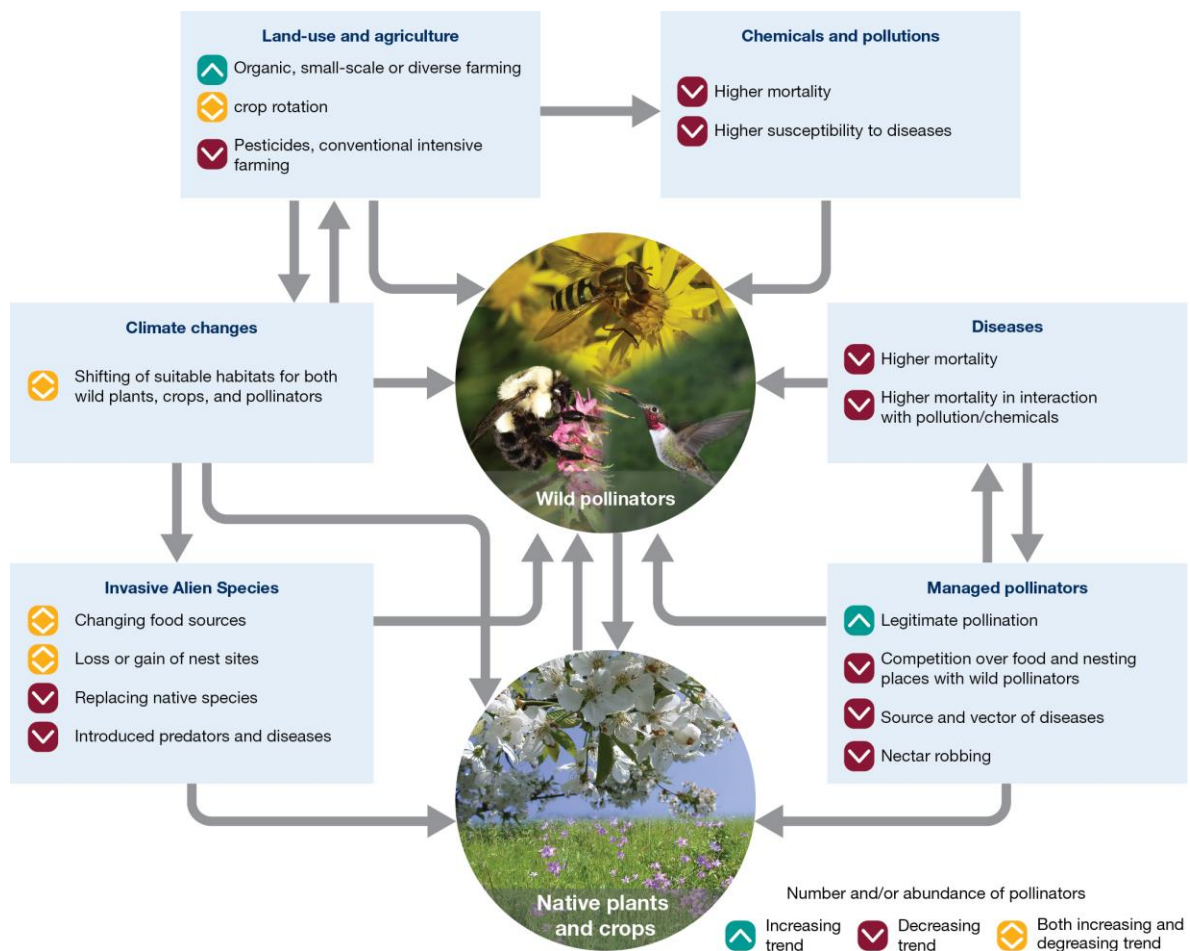 Land-use and agriculture
Organic, small-scale or diverse farming
crop rotation
Pesticides, conventional intensive
farming
Chemicals and pollutions
Higher mortality
Higher susceptibility to diseases
Climate changes
Shifting of suitable habitats for both
wild plants, crops, and pollinators
Wild pollinators
Diseases
Higher mortality
Higher mortality in interaction
with pollution/chemicals
Invasive Alien Species
Changing food sources
Loss or gain of nest sites
Replacing native species
Introduced predators and diseases
Managed pollinators
Legitimate pollination
Competition over food and nesting
places with wild pollinators
Source and vector of diseases
Nectar robbing
Native plants
and crops
Number and/or abundance of pollinators
Increasing
trend
Decreasing
trend
Both increasing and
degreasing trend